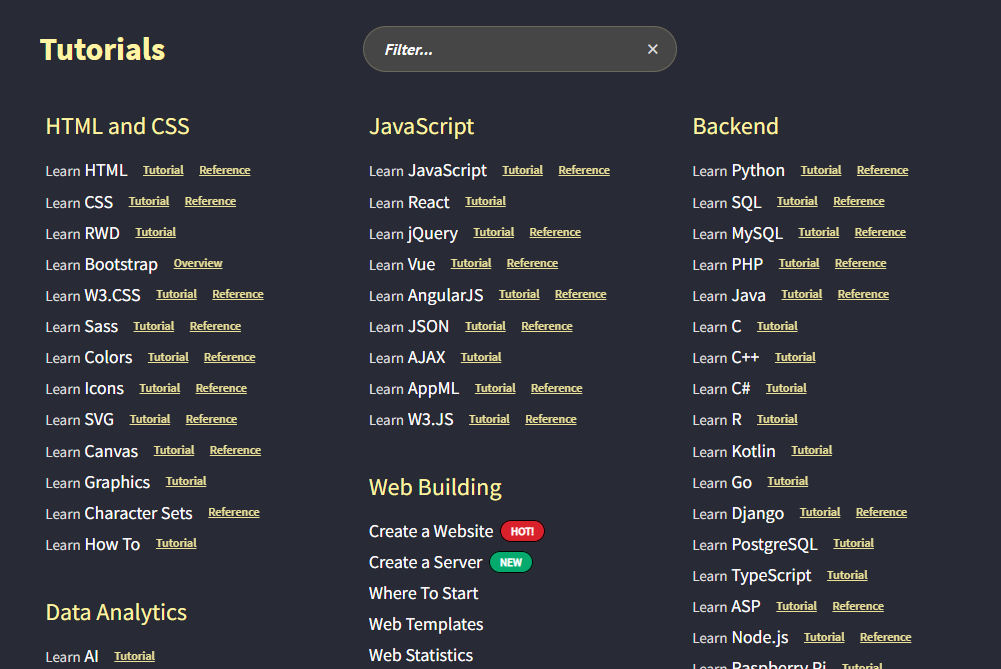 Tutorials
Filter...
×
HTML and CSS
Learn HTML Tutorial Reference
Learn CSS Tutorial Reference
Learn RWD Tutorial
Learn Bootstrap Overview
Learn W3.CSS Tutorial Reference
Learn Sass Tutorial Reference
Learn Colors Tutorial Reference
Learn Icons Tutorial Reference
Learn SVG Tutorial Reference
Learn Canvas Tutorial Reference
Learn Graphics Tutorial
Learn Character Sets Reference
Learn How To Tutorial
Data Analytics
Learn AI Tutorial
JavaScript
Learn JavaScript Tutorial Reference
Learn React Tutorial
Learn jQuery Tutorial Reference
Learn Vue Tutorial Reference
Learn AngularJS Tutorial Reference
Learn JSON Tutorial Reference
Learn AJAX Tutorial
Learn AppML Tutorial Reference
Learn W3.JS Tutorial Reference
Web Building
Create a Website HOT!
Create a Server NEW
Where To Start
Web Templates
Web Statistics
Backend
Learn Python Tutorial Reference
Learn SQL Tutorial Reference
Learn MySQL Tutorial Reference
Learn PHP Tutorial Reference
Learn Java Tutorial Reference
Learn C Tutorial
Learn C++ Tutorial
Learn C# Tutorial
Learn R Tutorial
Learn Kotlin Tutorial
Learn Go Tutorial
Learn Django Tutorial Reference
Learn PostgreSQL Tutorial
Learn TypeScript Tutorial
Learn ASP Tutorial Reference
Learn Node.js Tutorial Reference
Learn Raspberry Pi Tutorial